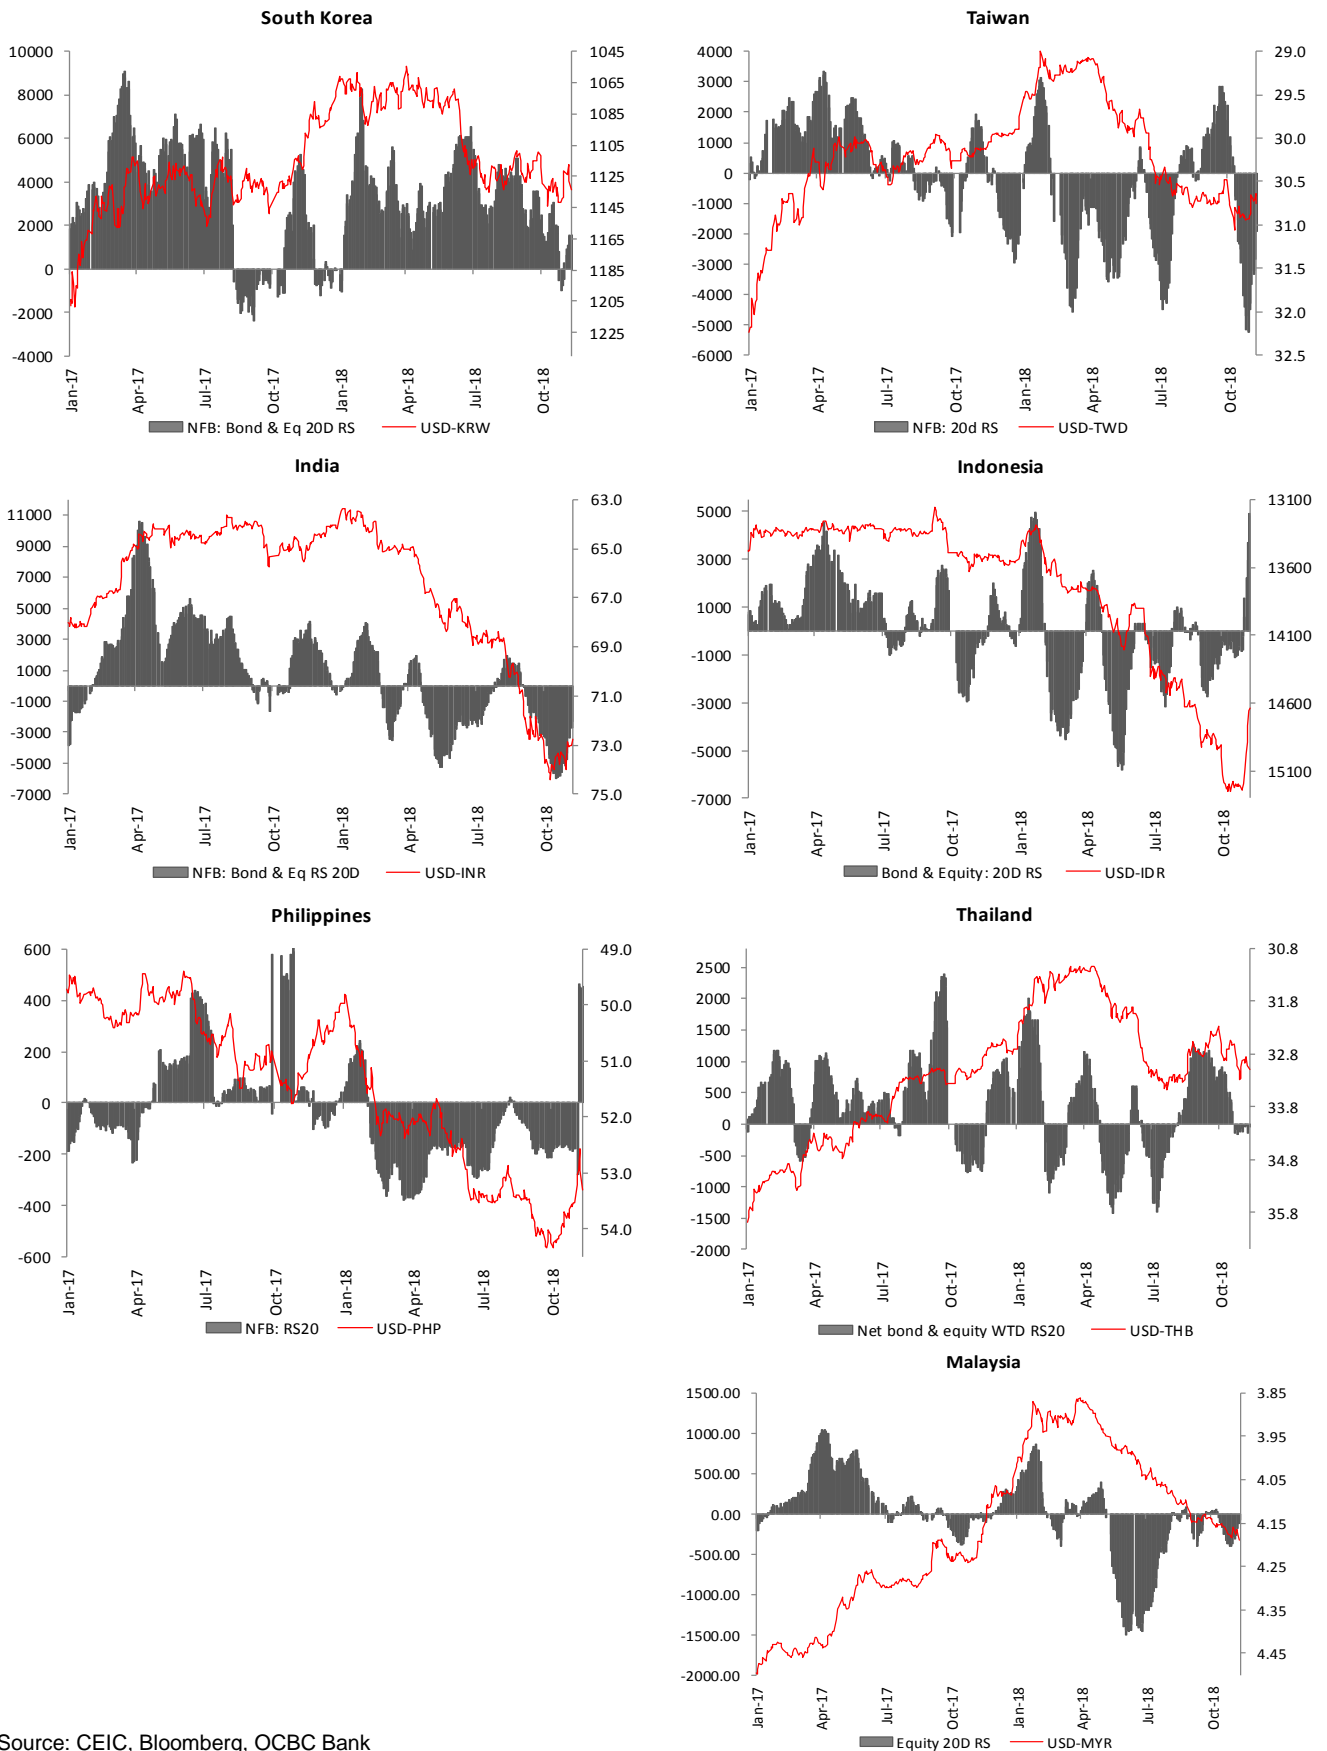 South Korea
10000
8000
6000
4000
2000
0
-2000
-4000
1045
1065
1085
1105
1125
1145
1165
1185
1205
1225
Jan-17
Apr-17
Jul-17
Oct-17
Jan-18
Apr-18
Jul-18
Oct-18
NFB: Bond & Eq 20D RS
USD-KRW
Taiwan
4000
3000
2000
1000
0
-1000
-2000
-3000
-4000
-5000
-6000
29.0
29.5
30.0
30.5
31.0
31.5
32.0
32.5
Jan-17
Apr-17
Jul-17
Oct-17
Jan-18
Apr-18
Jul-18
Oct-18
NFB: 20d RS
USD-TWD
India
11000
9000
7000
5000
3000
1000
-1000
-3000
-5000
-7000
63.0
65.0
67.0
69.0
71.0
73.0
75.0
Jan-17
Apr-17
Jul-17
Oct-17
Jan-18
Apr-18
Jul-18
Oct-18
NFB: Bond & Eq RS 20D
USD-INR
Indonesia
5000
3000
1000
-1000
-3000
-5000
-7000
13100
13600
14100
14600
15100
Jan-17
Apr-17
Jul-17
Oct-17
Jan-18
Apr-18
Jul-18
Oct-18
Bond & Equity: 20D RS
USD-IDR
Philippines
600
400
200
0
-200
-400
-600
49.0
50.0
51.0
52.0
53.0
54.0
Jan-17
Apr-17
Jul-17
Oct-17
Jan-18
Apr-18
Jul-18
Oct-18
NFB: RS20
USD-PHP
Thailand
2500
2000
1500
1000
500
0
-500
-1000
-1500
-2000
30.8
31.8
32.8
33.8
34.8
35.8
Jan-17
Apr-17
Jul-17
Oct-17
Jan-18
Apr-18
Jul-18
Oct-18
Net bond & equity WTD RS20
USD-THB
Malaysia
1500.00
1000.00
500.00
0.00
-500.00
-1000.00
-1500.00
-2000.00
3.85
3.95
4.05
4.15
4.25
4.35
4.45
Jan-17
Apr-17
Jul-17
Oct-17
Jan-18
Apr-18
Jul-18
Oct-18
Equity 20D RS
USD-MYR
Source: CEIC, Bloomberg, OCBC Bank